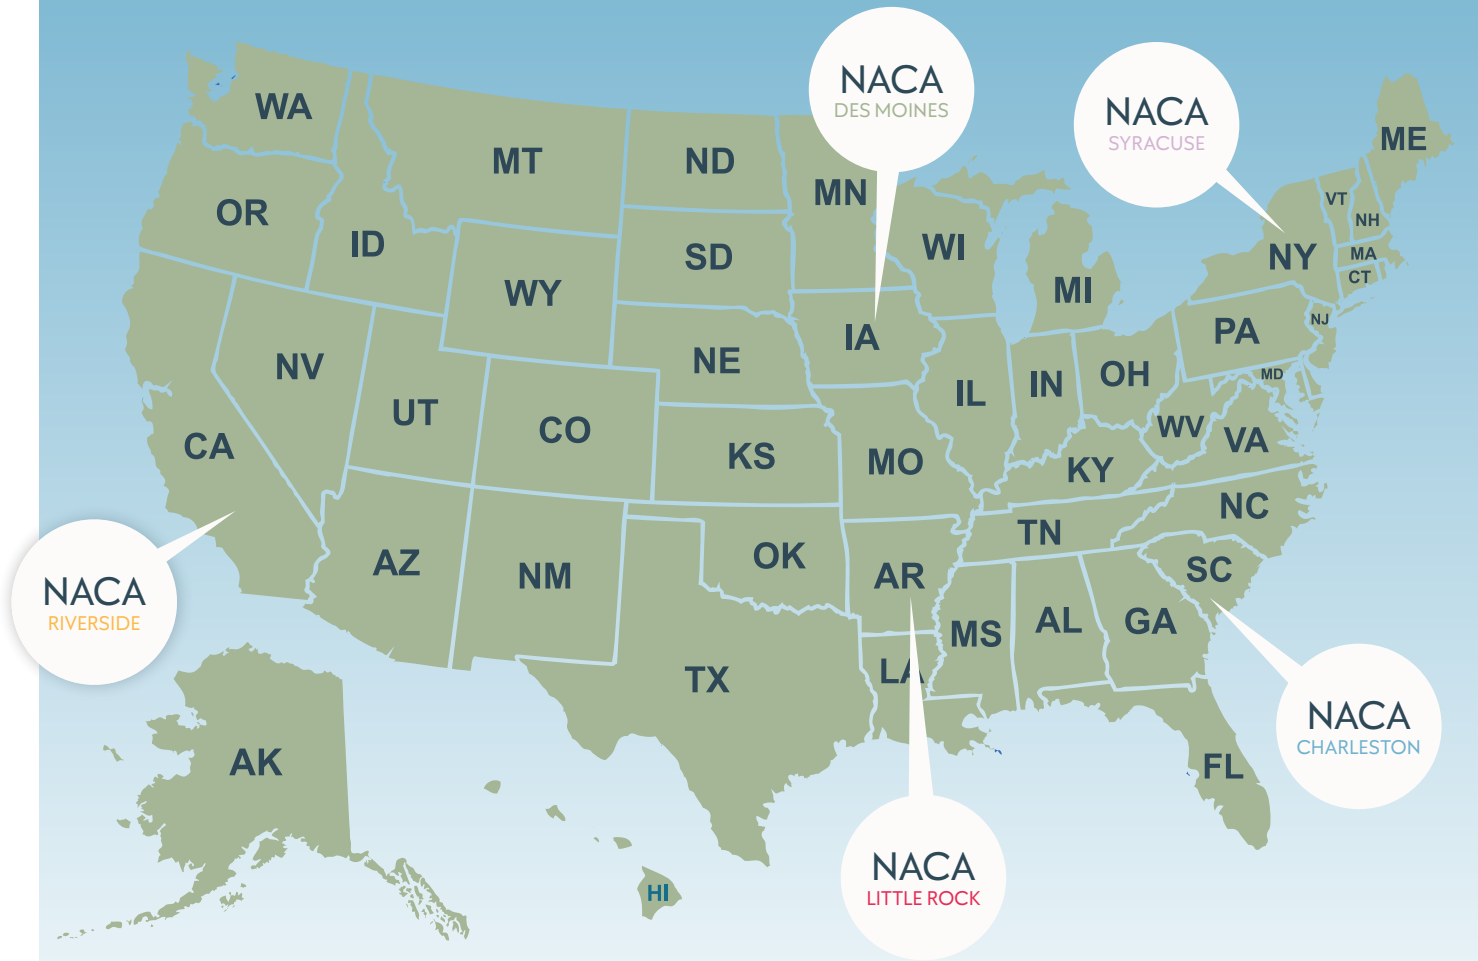 NACA
DES MOINES
NACA
SYRACUSE
WA
MT
ND
MN
ME
OR
ID
SD
WI
VT
NH
WY
MI
NY
MA
CT
NE
IA
PA
NJ
NV
UT
CO
IL
IN
OH
MD
CA
KS
MO
KY
WV
VA
NACA
RIVERSIDE
AZ
NM
OK
AR
TN
NC
SC
TX
LA
MS
AL
GA
NACA
CHARLESTON
AK
FL
HI
NACA
LITTLE ROCK